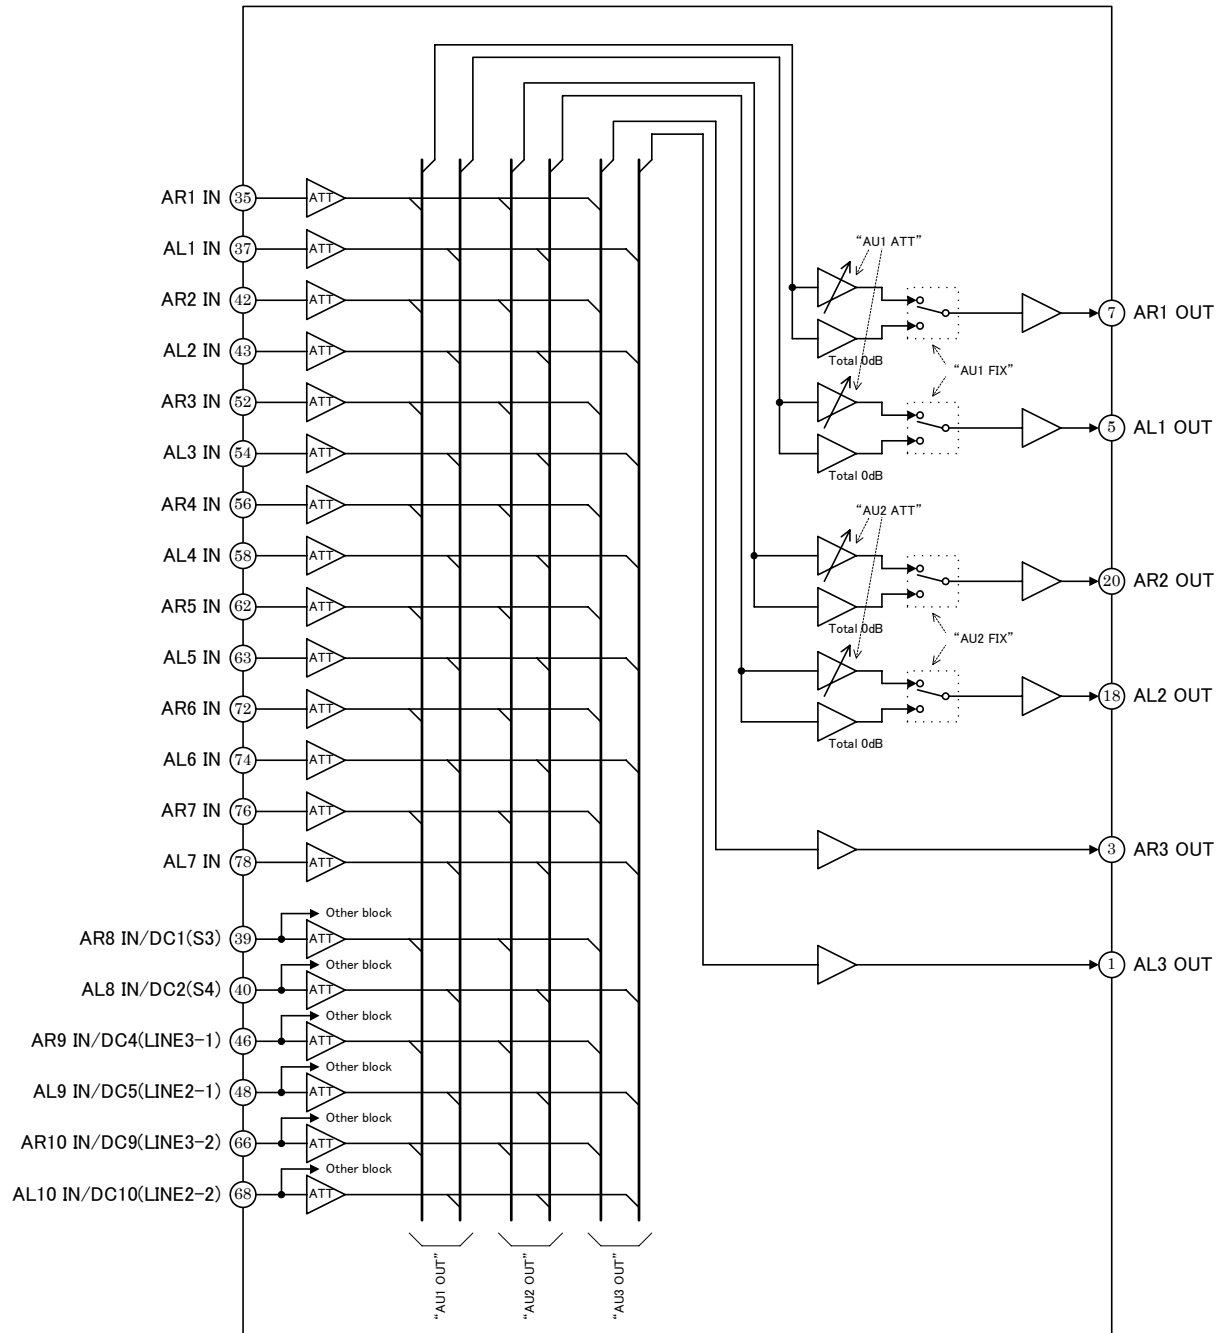 AR1 IN 35 ATT
AL1 IN 37 ATT
AR2 IN 42 ATT
AL2 IN 43 ATT
AR3 IN 52 ATT
AL3 IN 54 ATT
AR4 IN 56 ATT
AL4 IN 58 ATT
AR5 IN 62 ATT
AL5 IN 63 ATT
AR6 IN 72 ATT
AL6 IN 74 ATT
AR7 IN 76 ATT
AL7 IN 78 ATT
Other block
AR8 IN/DC1(S3) 39 ATT
Other block
AL8 IN/DC2(S4) 40 ATT
Other block
AR9 IN/DC4(LINE3-1) 46 ATT
Other block
AL9 IN/DC5(LINE2-1) 48 ATT
Other block
AR10 IN/DC9(LINE3-2) 66 ATT
Other block
AL10 IN/DC10(LINE2-2) 68 ATT
“AU1 OUT”
“AU2 OUT”
“AU3 OUT”
“AU1 ATT”
7 AR1 OUT
Total 0dB
“AU1 FIX”
5 AL1 OUT
Total 0dB
“AU2 ATT”
20 AR2 OUT
Total 0dB
“AU2 FIX”
18 AL2 OUT
Total 0dB
3 AR3 OUT
1 AL3 OUT